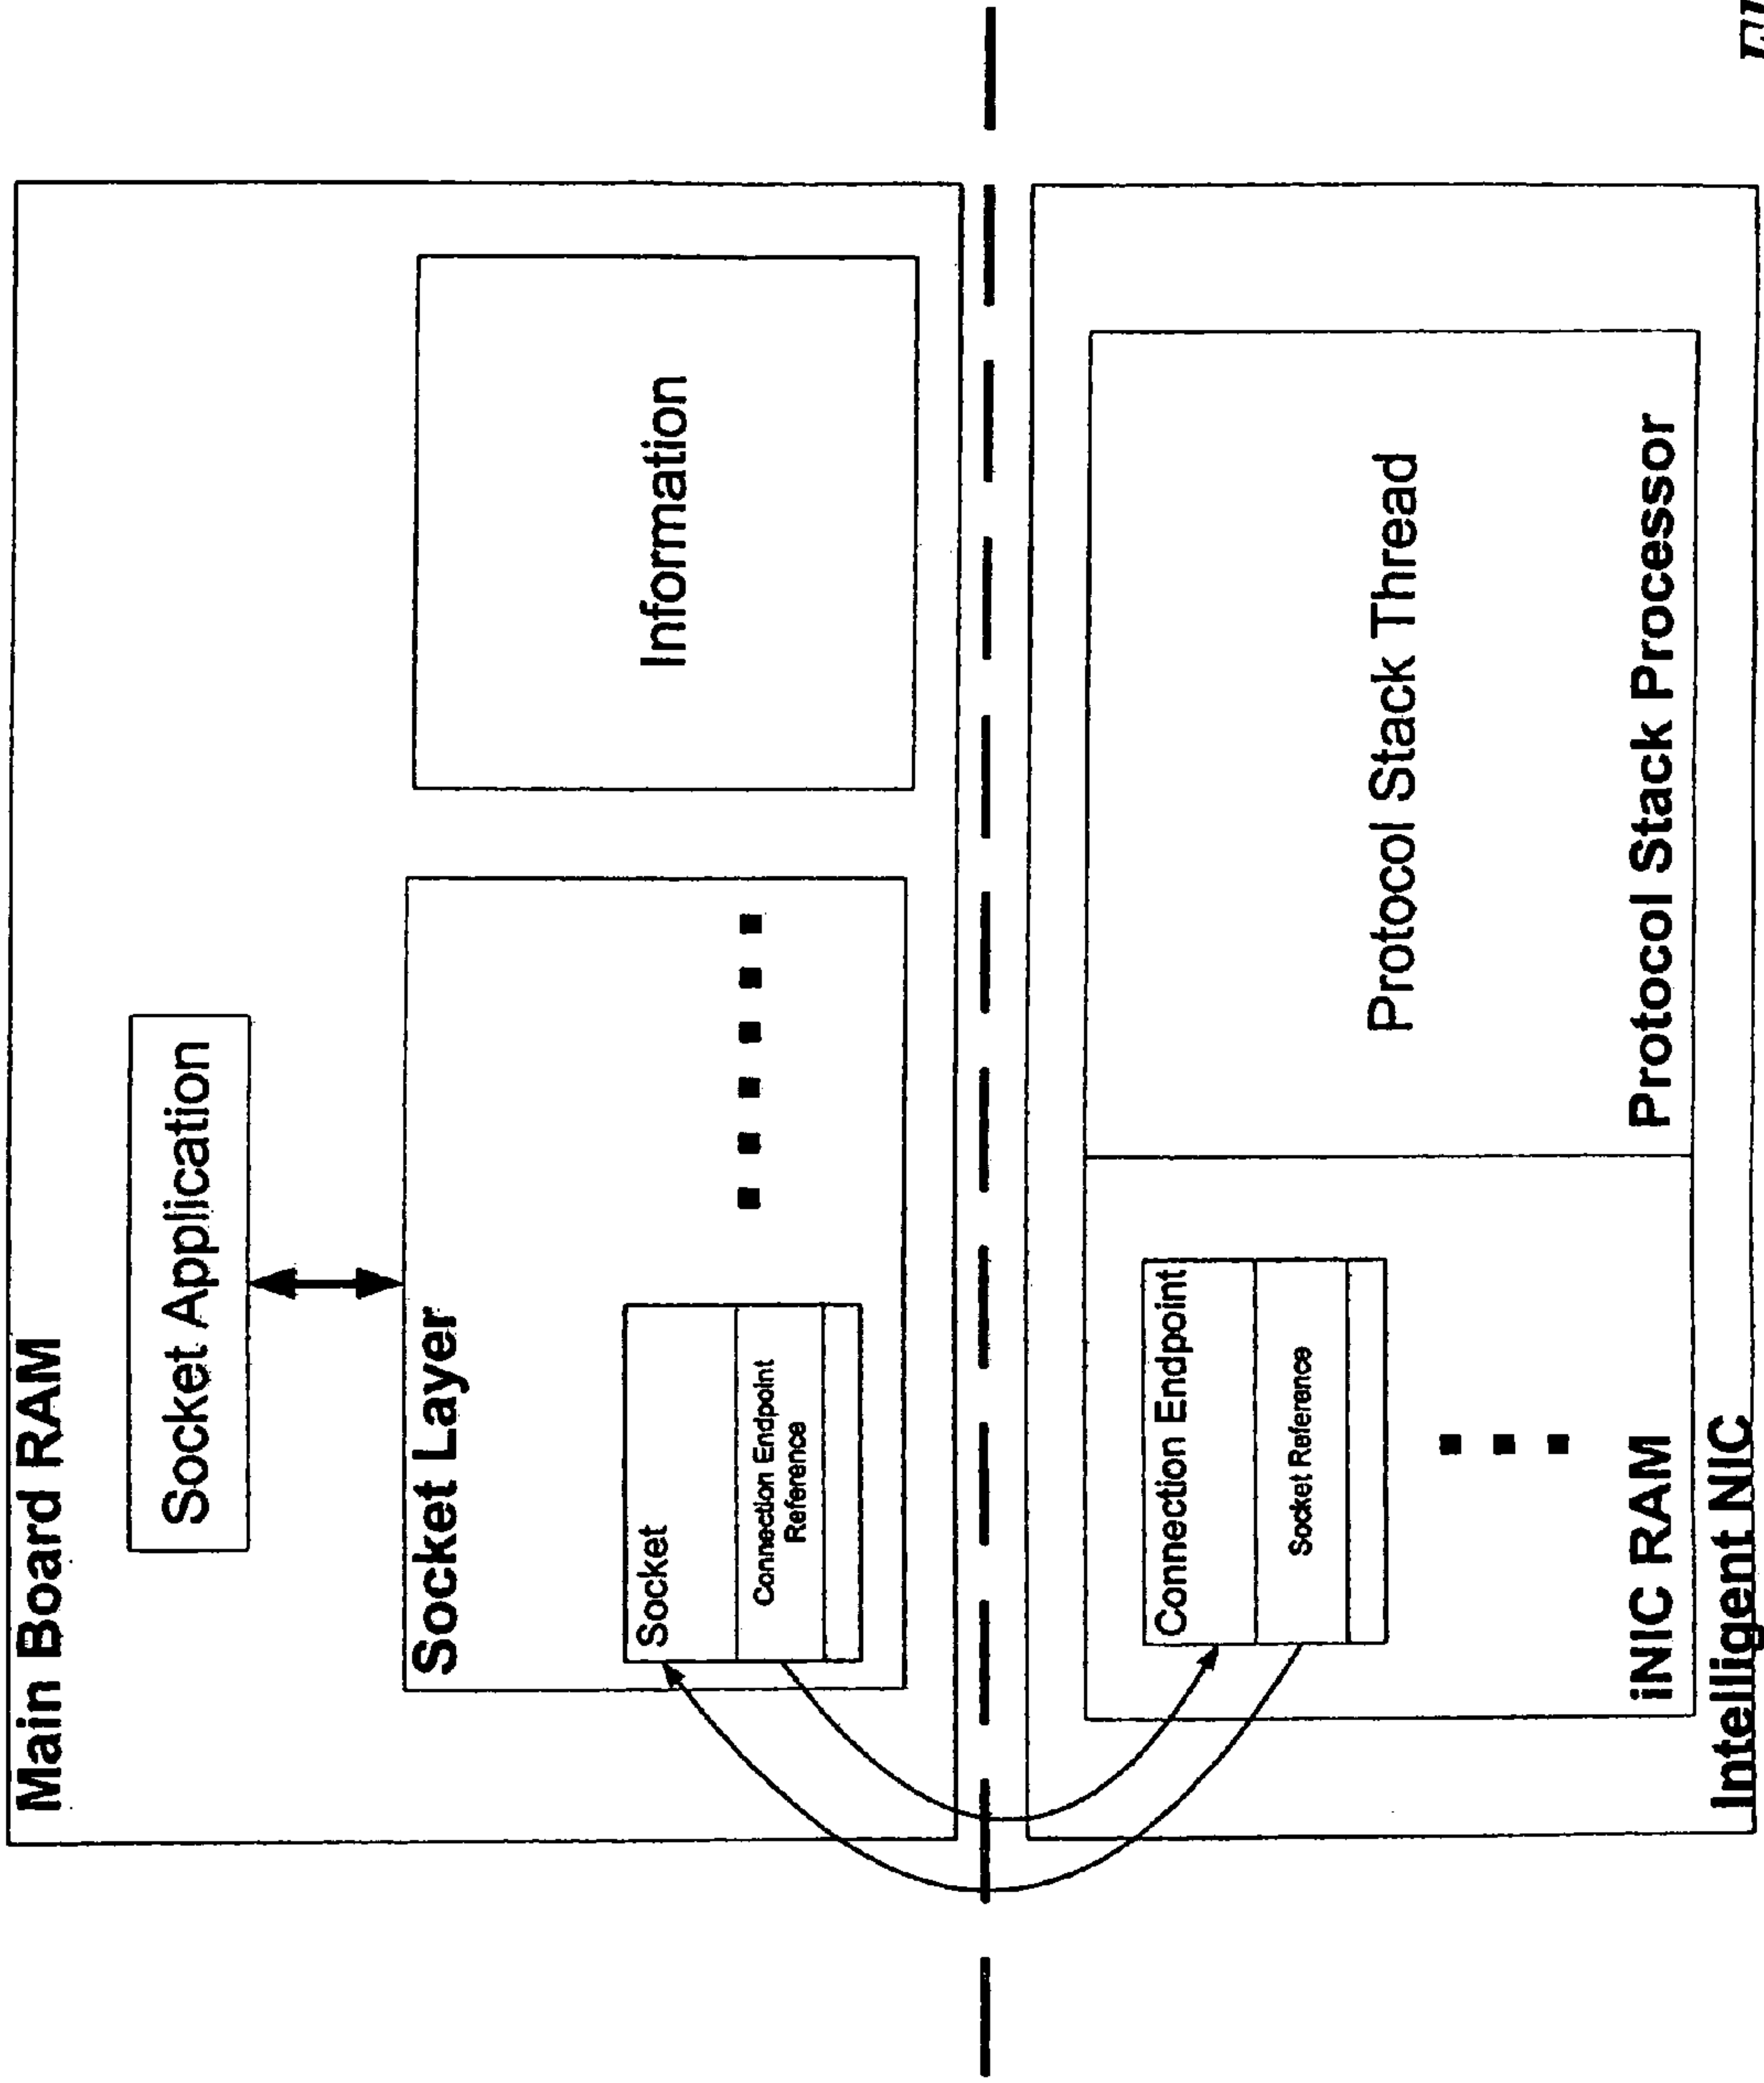 Main Board RAM
Socket Application
Socket Layer
Socket
Connection Endpoint
Reference
Information
Connection Endpoint
Socket Reference
iNIC RAM
Protocol Stack Thread
Protocol Stack Processor
Intelligent NIC